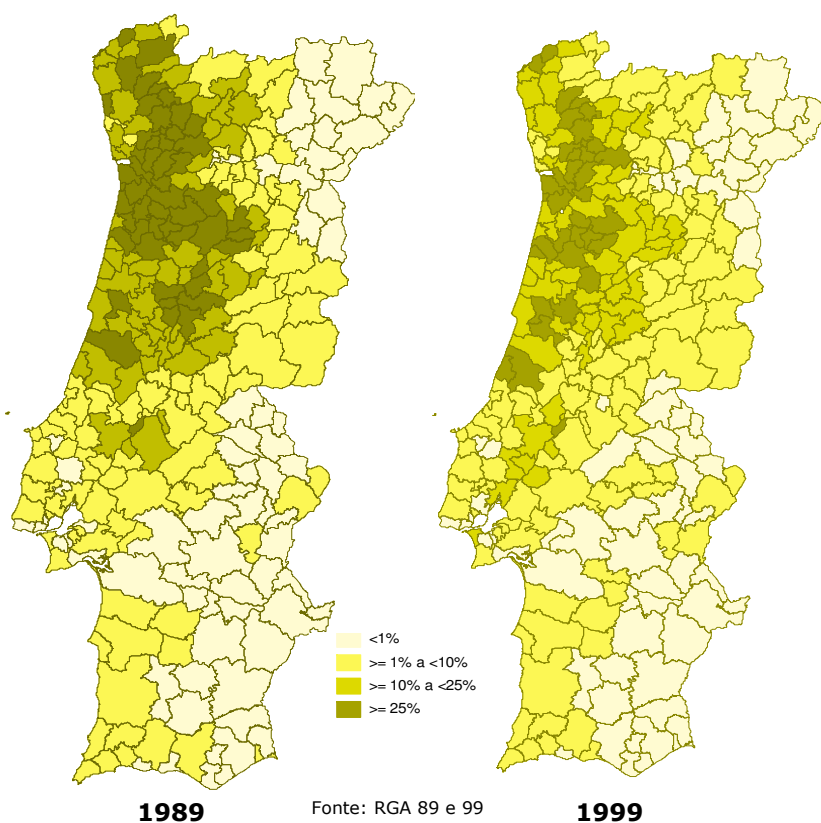 <1%
>= 1% a <10%
>= 10% a <25%
>= 25%
1989
Fonte: RGA 89 e 99
1999